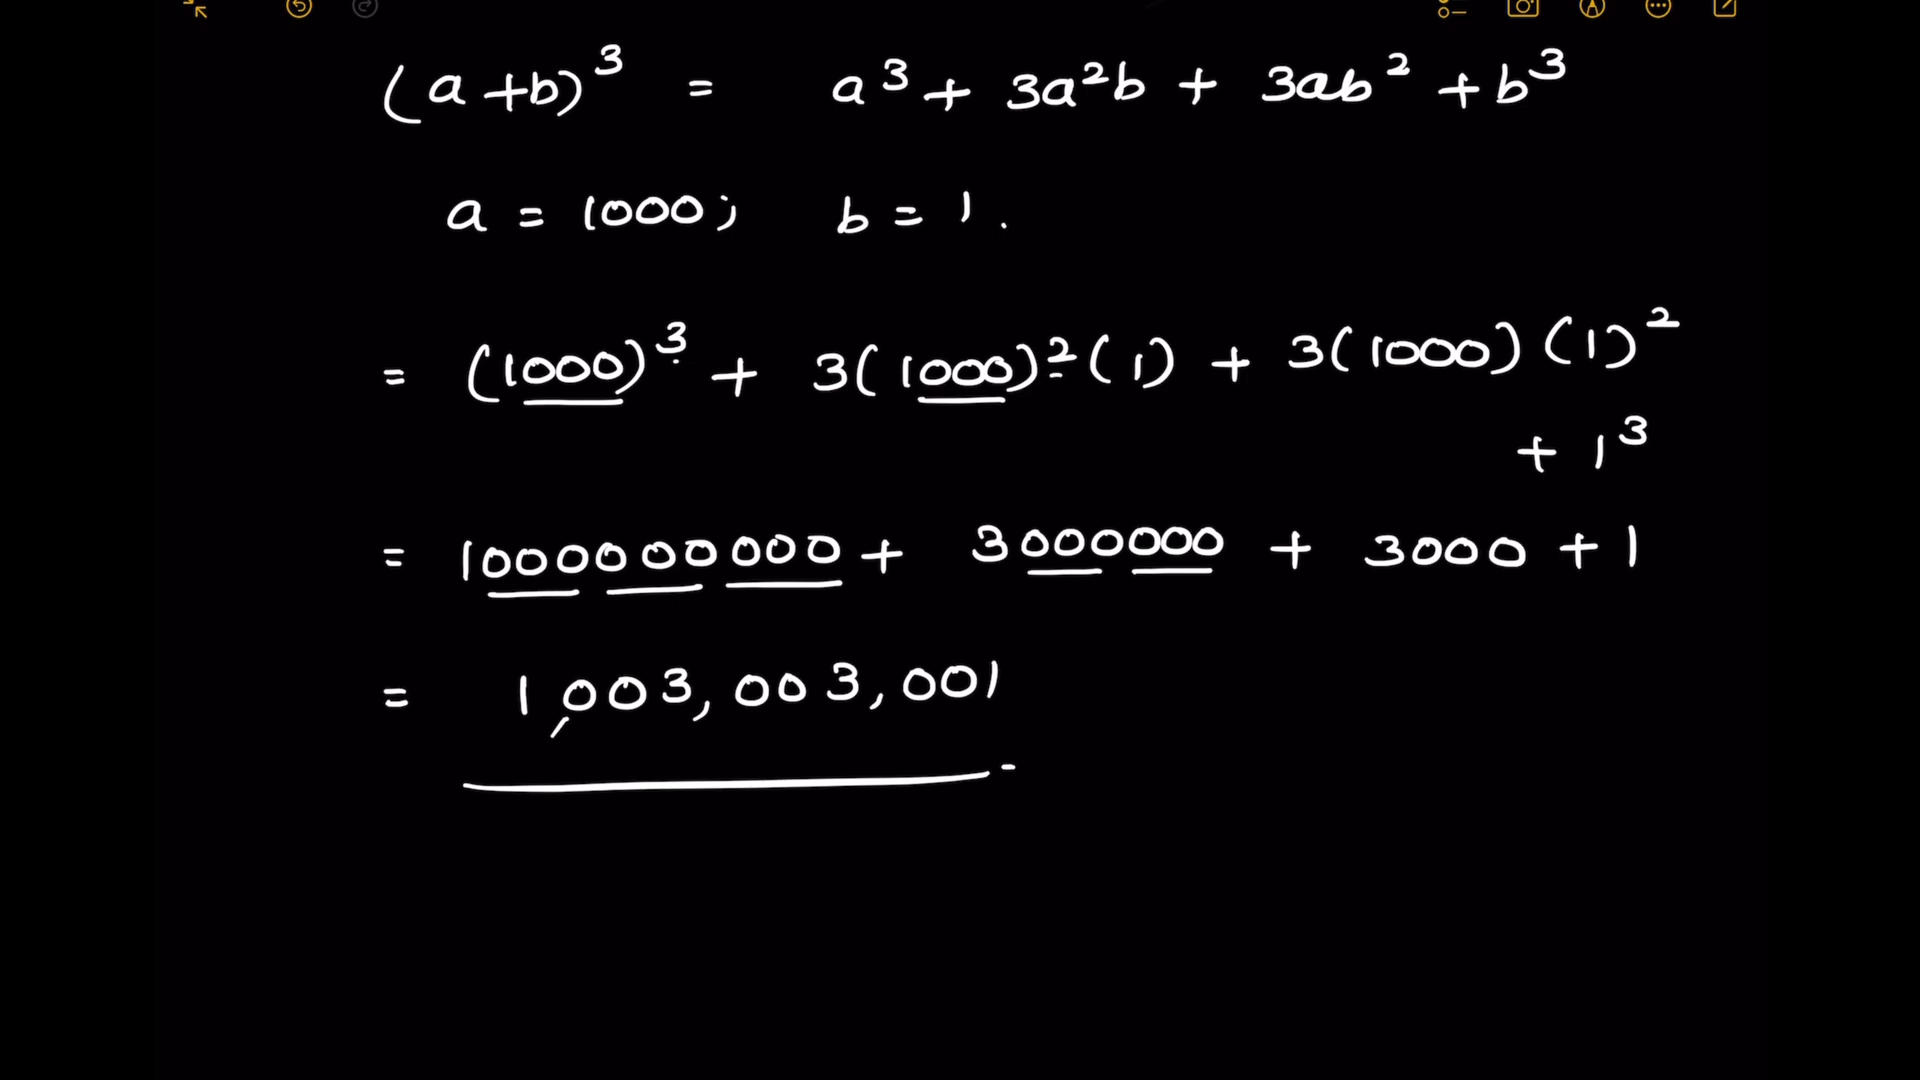 (a+b)³ = a³ + 3a²b + 3ab² + b³
a = 1000; b = 1.
= (1000)³ + 3(1000)²(1) + 3(1000)(1)²
+ 1³
= 1000000000 + 3000000 + 3000 + 1
= 1,003,003,001